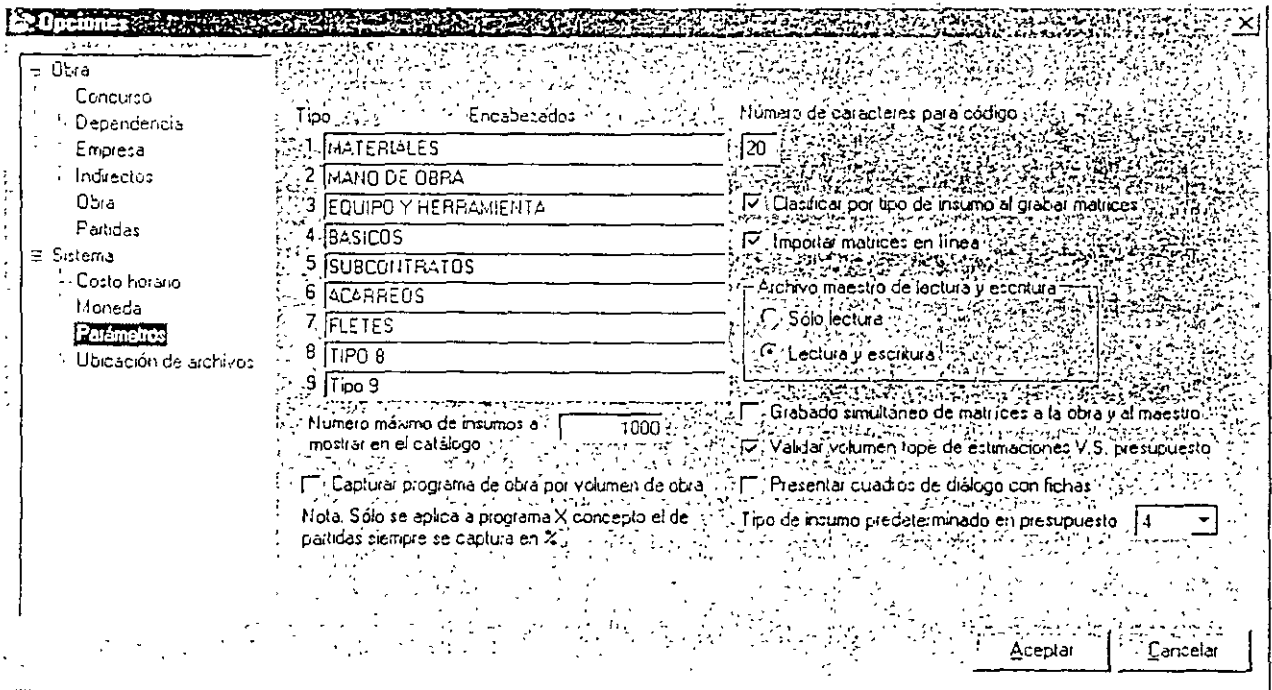 Opciones
Obra
Concurso
Dependencia
Empresa
Indirectos
Obra
Partidas
Sistema
Costo horario
Moneda
Parámetros
Ubicación de archivos
Tipo Encabezados
1 MATERIALES
2 MANO DE OBRA
3 EQUIPO Y HERRAMIENTA
4 BASICOS
5 SUBCONTRATOS
6 ACARREOS
7 FLETES
8 TIPO 8
9 Tipo 9
Numero máximo de insumos a 1000
mostrar en el catálogo
Capturar programa de obra por volumen de obra
Nota. Sólo se aplica a programa X concepto el de
partidas siempre se captura en %
Número de caracteres para código
20
Clasificar por tipo de insumo al grabar matrices
Importar matrices en línea
Archivo maestro de lectura y escritura
Sólo lectura
Lectura y escritura
Grabado simultáneo de matrices a la obra y al maestro
Validar volumen tope de estimaciones V.S. presupuesto
Presentar cuadros de diálogo con fichas
Tipo de insumo predeterminado en presupuesto 4
Aceptar Cancelar